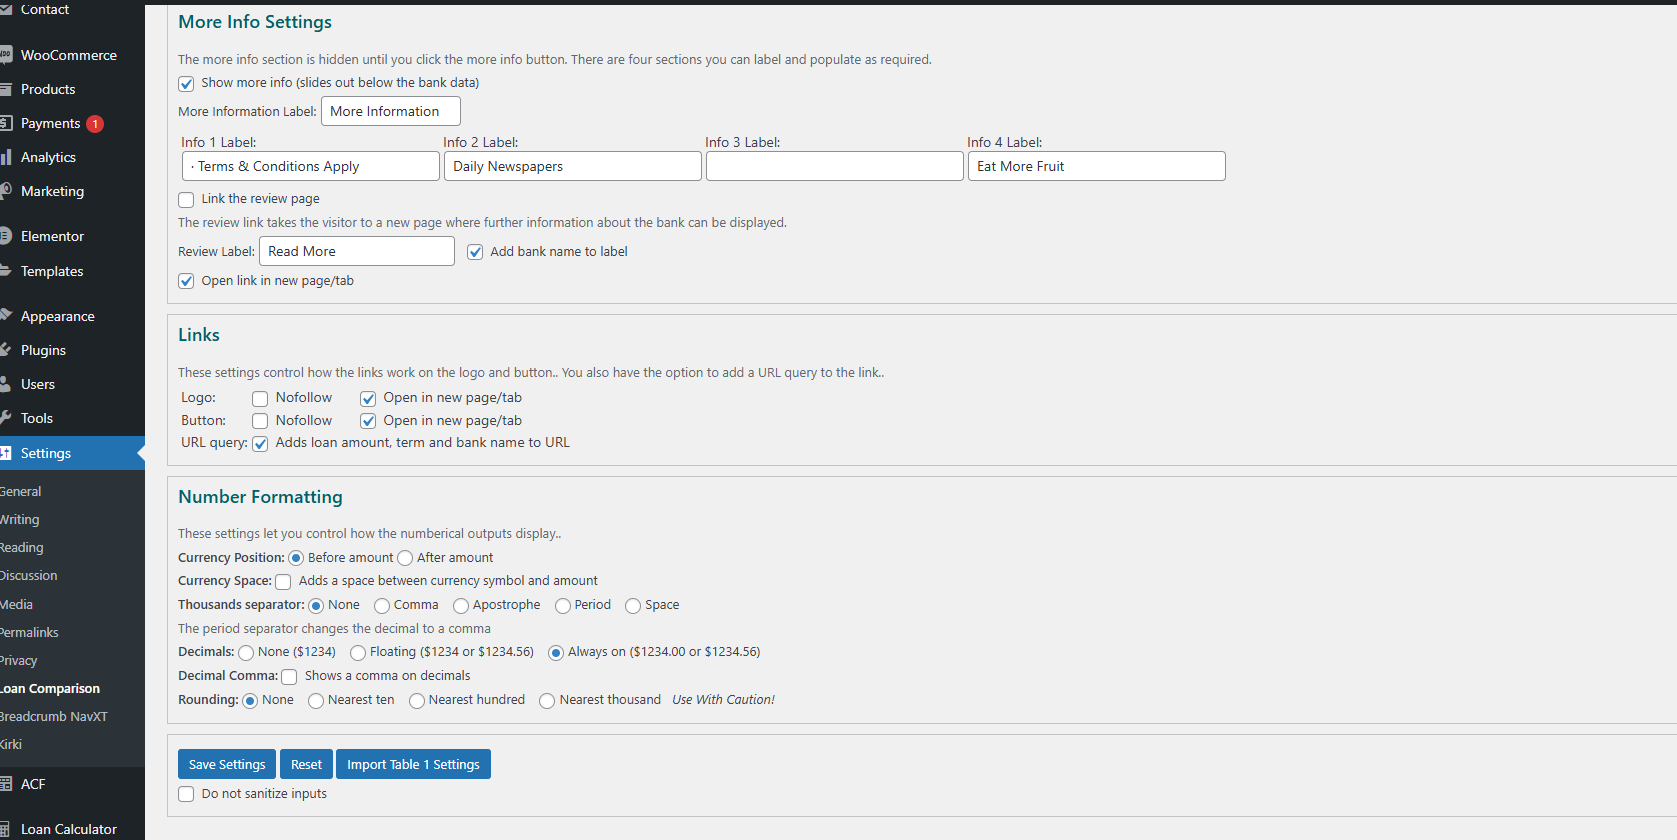 Contact
WooCommerce
Products
Payments 1
Analytics
Marketing
Elementor
Templates
Appearance
Plugins
Users
Tools
Settings
General
Writing
Reading
Discussion
Media
Permalinks
Privacy
Loan Comparison
Breadcrumb NavXT
Kirki
ACF
Loan Calculator
More Info Settings
The more info section is hidden until you click the more info button. There are four sections you can label and populate as required.
Show more info (slides out below the bank data)
More Information Label: More Information
Info 1 Label: Info 2 Label: Info 3 Label: Info 4 Label:
· Terms & Conditions Apply Daily Newspapers Eat More Fruit
Link the review page
The review link takes the visitor to a new page where further information about the bank can be displayed.
Review Label: Read More Add bank name to label
Open link in new page/tab
Links
These settings control how the links work on the logo and button.. You also have the option to add a URL query to the link..
Logo: Nofollow Open in new page/tab
Button: Nofollow Open in new page/tab
URL query: Adds loan amount, term and bank name to URL
Number Formatting
These settings let you control how the numberical outputs display..
Currency Position: Before amount After amount
Currency Space: Adds a space between currency symbol and amount
Thousands separator: None Comma Apostrophe Period Space
The period separator changes the decimal to a comma
Decimals: None ($1234) Floating ($1234 or $1234.56) Always on ($1234.00 or $1234.56)
Decimal Comma: Shows a comma on decimals
Rounding: None Nearest ten Nearest hundred Nearest thousand Use With Caution!
Save Settings Reset Import Table 1 Settings
Do not sanitize inputs